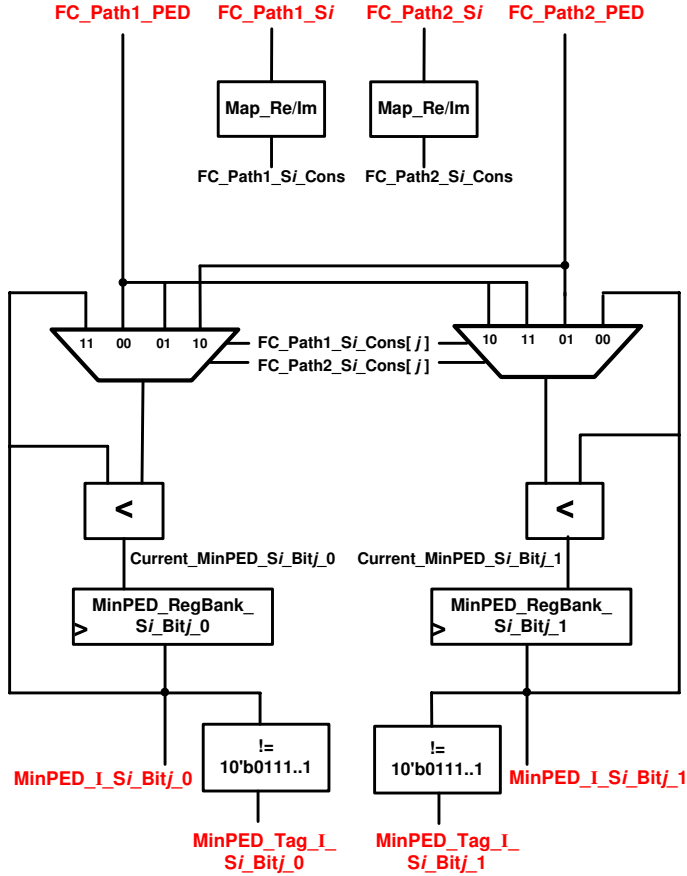 FC_Path1_PED FC_Path1_Si FC_Path2_Si FC_Path2_PED
Map_Re/Im Map_Re/Im
FC_Path1_Si_Cons FC_Path2_Si_Cons
11 00 01 10 10 11 01 00
FC_Path1_Si_Cons[ j ]
FC_Path2_Si_Cons[ j ]
< <
Current_MinPED_Si_Bitj_0 Current_MinPED_Si_Bitj_1
MinPED_RegBank_ MinPED_RegBank_
Si_Bitj_0 Si_Bitj_1
!= !=
10'b0111..1 10'b0111..1
MinPED_I_Si_Bitj_0 MinPED_I_Si_Bitj_1
MinPED_Tag_I_ MinPED_Tag_I_
Si_Bitj_0 Si_Bitj_1